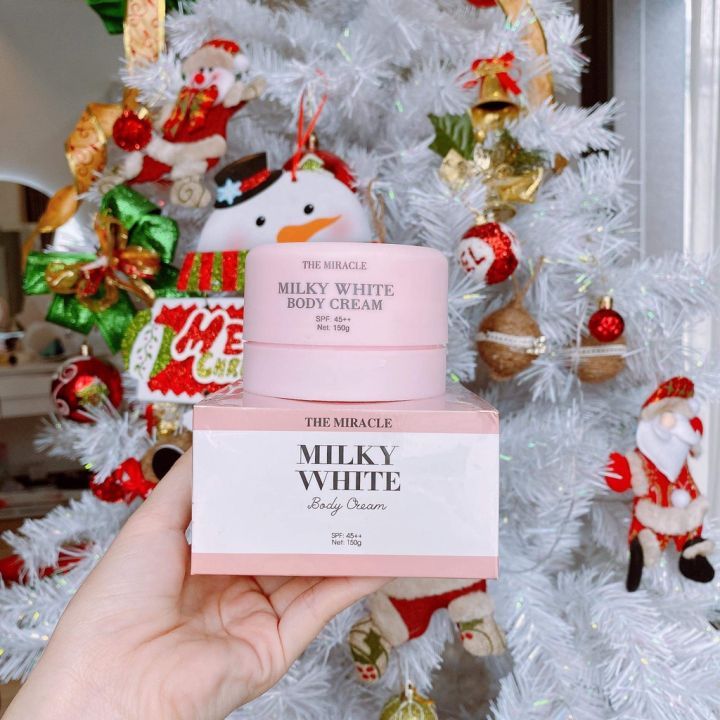 THE MIRACLE
MILKY WHITE
BODY CREAM
SPF: 45++
Net. 150g
THE MIRACLE
MILKY
WHITE
Body Cream
SPF: 45++
Net. 150g